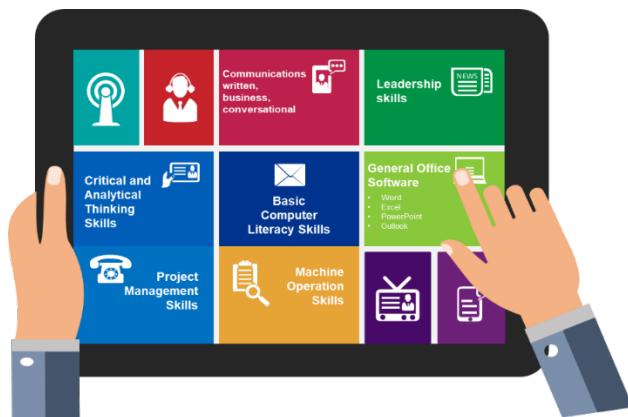 Communications
written,
business,
conversational
NEWS
Leadership
skills
Critical and
Analytical
Thinking
Skills
Basic
Computer
Literacy Skills
General Office
Software
• Word
• Excel
• PowerPoint
• Outlook
Project
Management
Skills
Machine
Operation
Skills